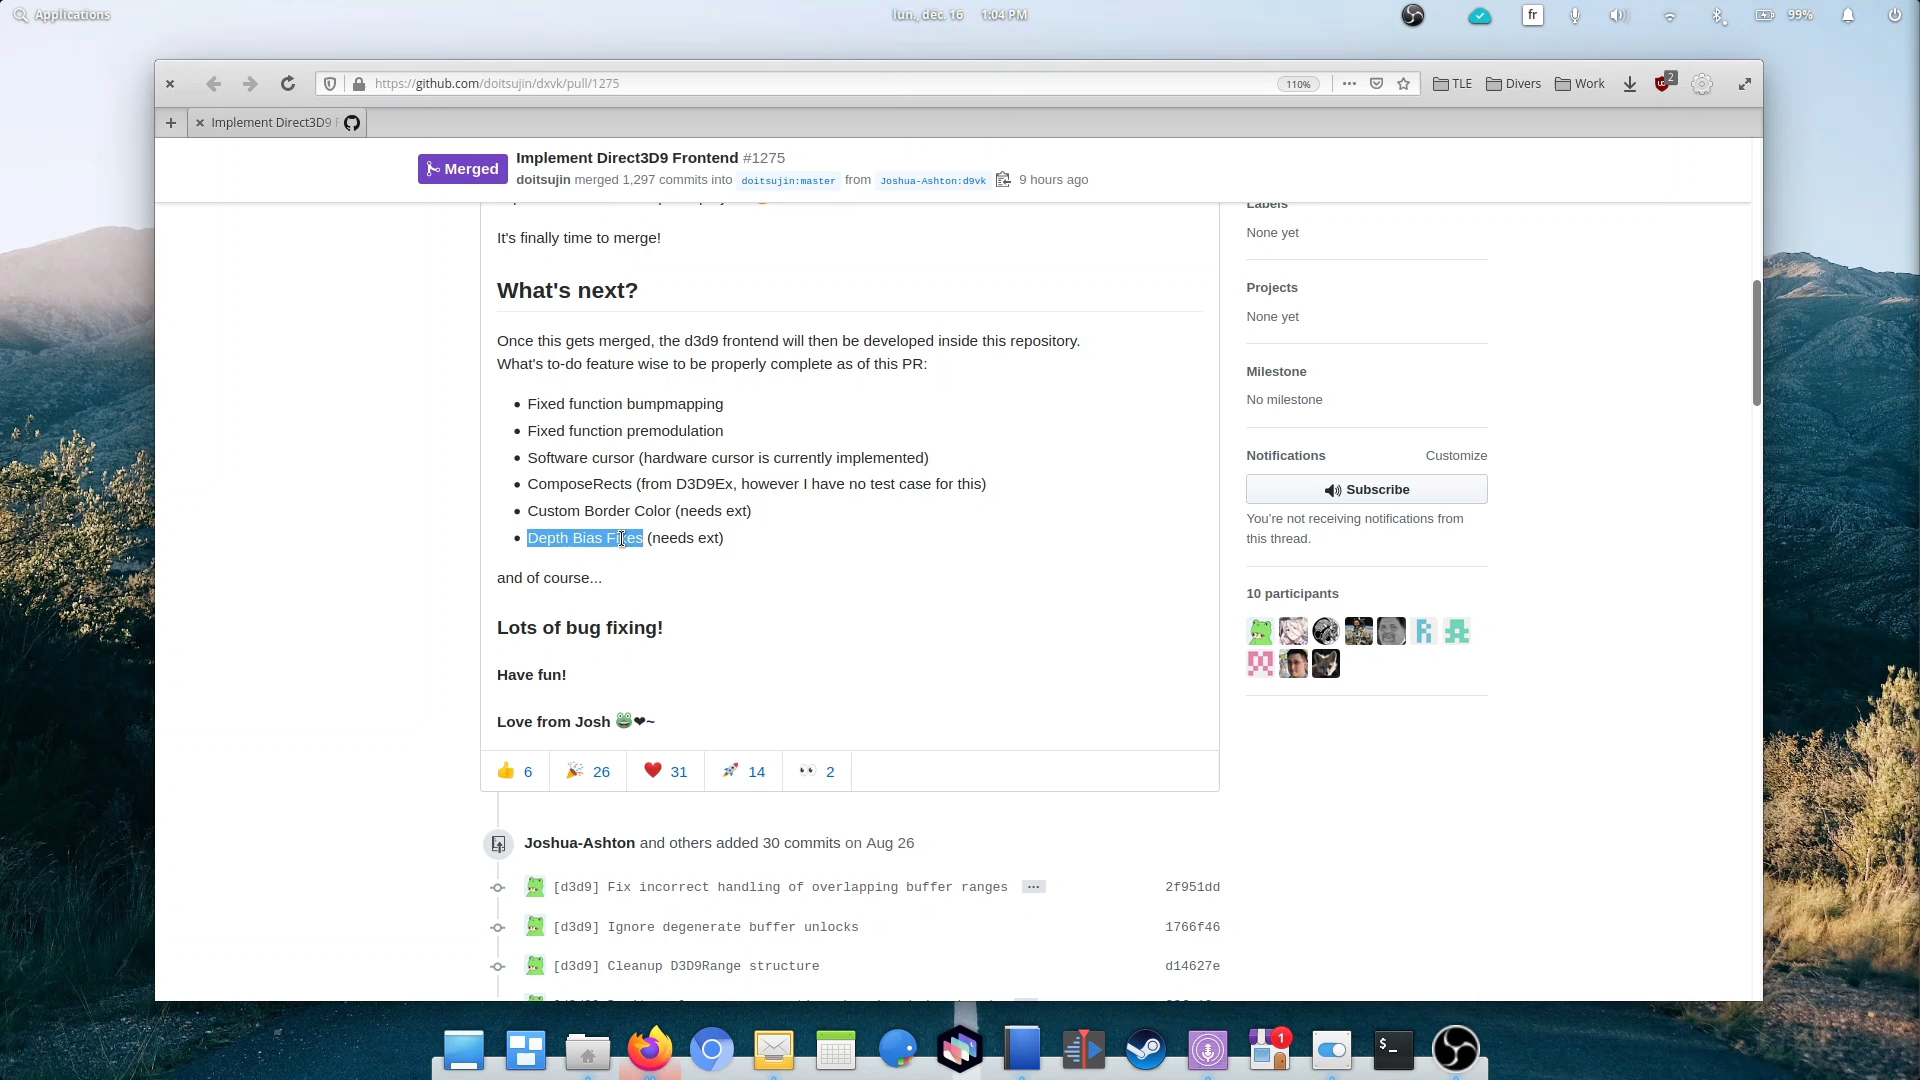 Applications
lun, déc. 16 1:04 PM
fr
99%
https://github.com/doitsujin/dxvk/pull/1275
110%
TLE
Divers
Work
2
Implement Direct3D9
Merged
Implement Direct3D9 Frontend #1275
doitsujin merged 1,297 commits into doitsujin:master from Joshua-Ashton:d9vk 9 hours ago
It's finally time to merge!
What's next?
Once this gets merged, the d3d9 frontend will then be developed inside this repository.
What's to-do feature wise to be properly complete as of this PR:
• Fixed function bumpmapping
• Fixed function premodulation
• Software cursor (hardware cursor is currently implemented)
• ComposeRects (from D3D9Ex, however I have no test case for this)
• Custom Border Color (needs ext)
• Depth Bias Fixes (needs ext)
and of course...
Lots of bug fixing!
Have fun!
Love from Josh 🐸❤~
👍 6 🎉 26 ❤️ 31 🚀 14 👀 2
Joshua-Ashton and others added 30 commits on Aug 26
[d3d9] Fix incorrect handling of overlapping buffer ranges ... 2f951dd
[d3d9] Ignore degenerate buffer unlocks 1766f46
[d3d9] Cleanup D3D9Range structure d14627e
Labels
None yet
Projects
None yet
Milestone
No milestone
Notifications Customize
Subscribe
You're not receiving notifications from
this thread.
10 participants
1
$_